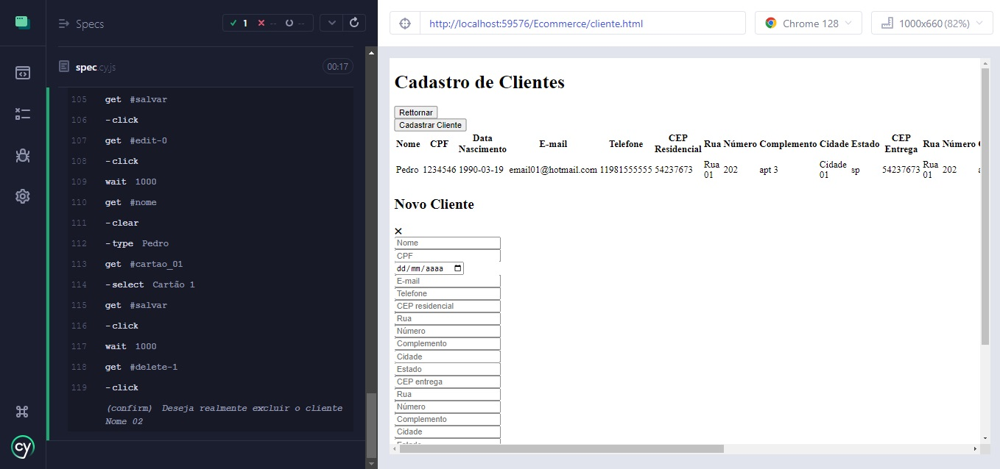 Specs
1
--
--
spec.cy.js
00:17
105 get #salvar
106 -click
107 get #edit-0
108 -click
109 wait 1000
110 get #nome
111 -clear
112 -type Pedro
113 get #cartao_01
114 -select Cartão 1
115 get #salvar
116 -click
117 wait 1000
118 get #delete-1
119 -click
(confirm) Deseja realmente excluir o cliente
Nome 02
cy
http://localhost:59576/Ecommerce/cliente.html
Chrome 128
1000x660 (82%)
Cadastro de Clientes
Rettornar
Cadastrar Cliente
Nome CPF Data Nascimento E-mail Telefone CEP Residencial Rua Número Complemento Cidade Estado CEP Entrega Rua Número
Pedro 1234546 1990-03-19 email01@hotmail.com 11981555555 54237673 Rua 01 202 apt 3 Cidade 01 sp 54237673 Rua 01 202
Novo Cliente
×
Nome
CPF
dd/mm/aaaa
E-mail
Telefone
CEP residencial
Rua
Número
Complemento
Cidade
Estado
CEP entrega
Rua
Número
Complemento
Cidade
Estado